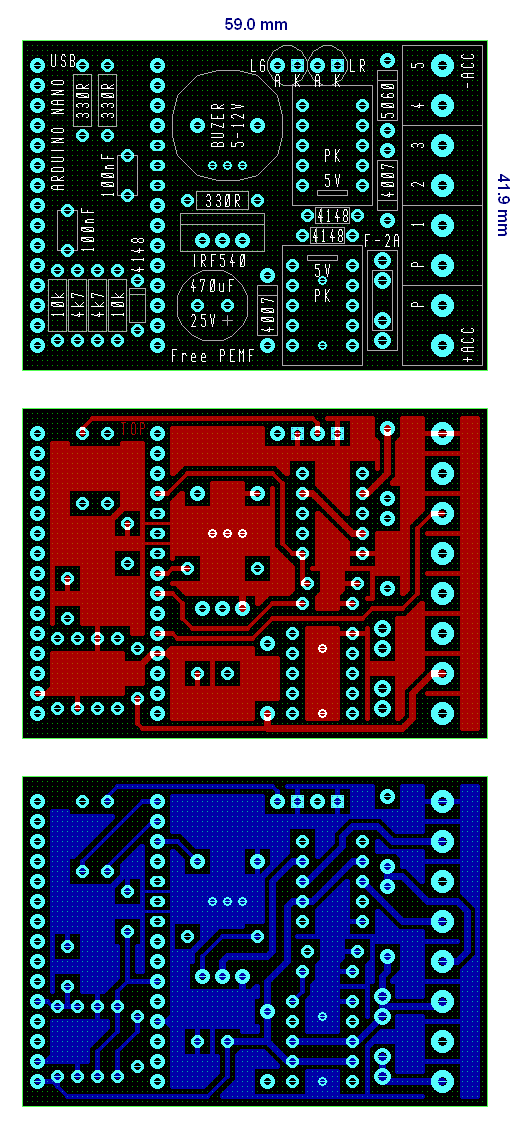 59.0 mm
41.9 mm
USB
ARDUINO NANO
330R
330R
100nF
100nF
4148
10k
4k7
4k7
10k
BUZER
5-12V
330R
IRF540
470uF
25V +
Free PEMF
4007
LG
LR
A K
A K
PK
5V
5060
4007
4148
4148
5V
PK
F-2A
-ACC
5
4
3
2
1
P
P
+ACC
TOP